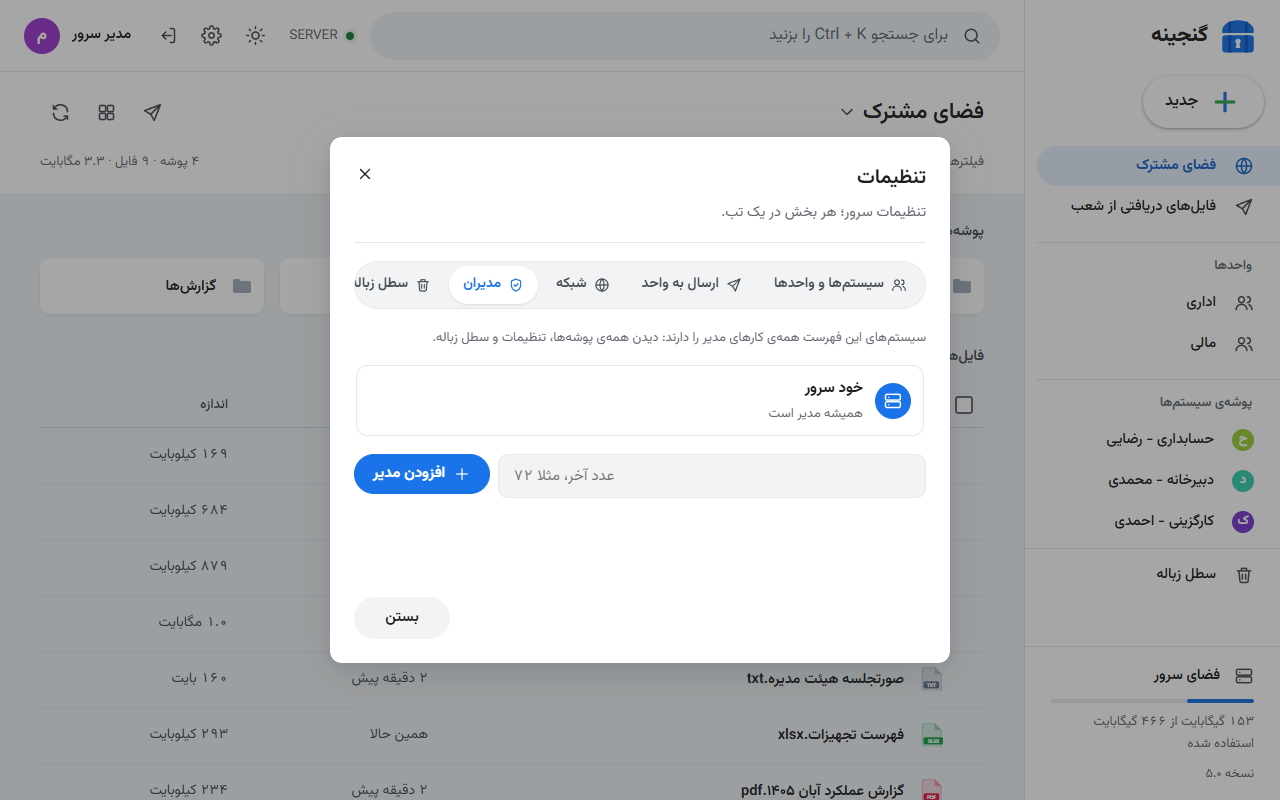 گنجینه
جدید
فضای مشترک
فایل‌های دریافتی از شعب
واحدها
اداری
مالی
پوشه‌ی سیستم‌ها
ح حسابداری - رضایی
د دبیرخانه - محمدی
ک کارگزینی - احمدی
سطل زباله
فضای سرور
۱۵۳ گیگابایت از ۴۶۶ گیگابایت
استفاده شده
نسخه ۵.۰
برای جستجو Ctrl + K را بزنید
SERVER
مدیر سرور
م
فضای مشترک
۴ پوشه · ۹ فایل · ۳.۳ مگابایت
گزارش‌ها
اندازه
۱۶۹ کیلوبایت
۶۸۴ کیلوبایت
۸۷۹ کیلوبایت
۱.۰ مگابایت
TXT صورتجلسه هیئت مدیره.txt ۲ دقیقه پیش ۱۶۰ بایت
XLSX فهرست تجهیزات.xlsx همین حالا ۲۹۳ کیلوبایت
PDF گزارش عملکرد آبان ۱۴۰۵.pdf ۲ دقیقه پیش ۲۳۴ کیلوبایت
تنظیمات
تنظیمات سرور؛ هر بخش در یک تب.
سیستم‌ها و واحدها
ارسال به واحد
شبکه
مدیران
سطل زباله
سیستم‌های این فهرست همه‌ی کارهای مدیر را دارند: دیدن همه‌ی پوشه‌ها، تنظیمات و سطل زباله.
خود سرور
همیشه مدیر است
عدد آخر، مثلا ۷۲
افزودن مدیر
بستن